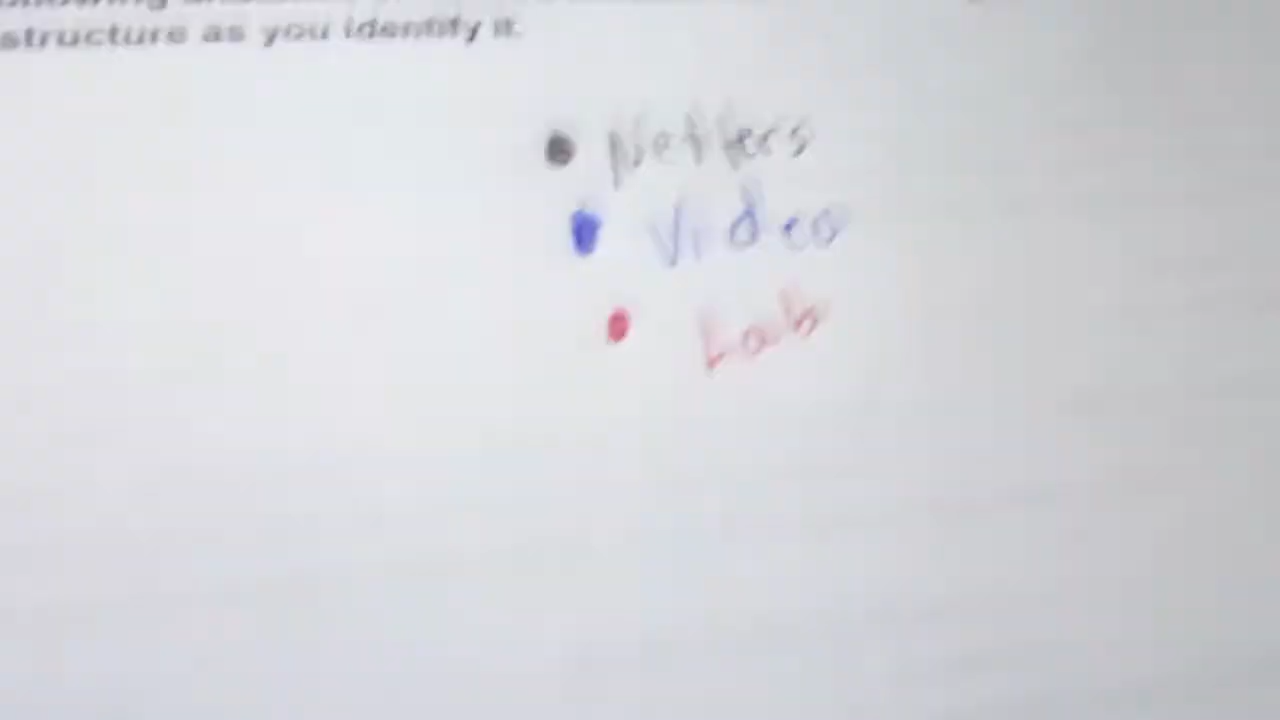 structure as you identify it.
• Netters
• Video
• Lab